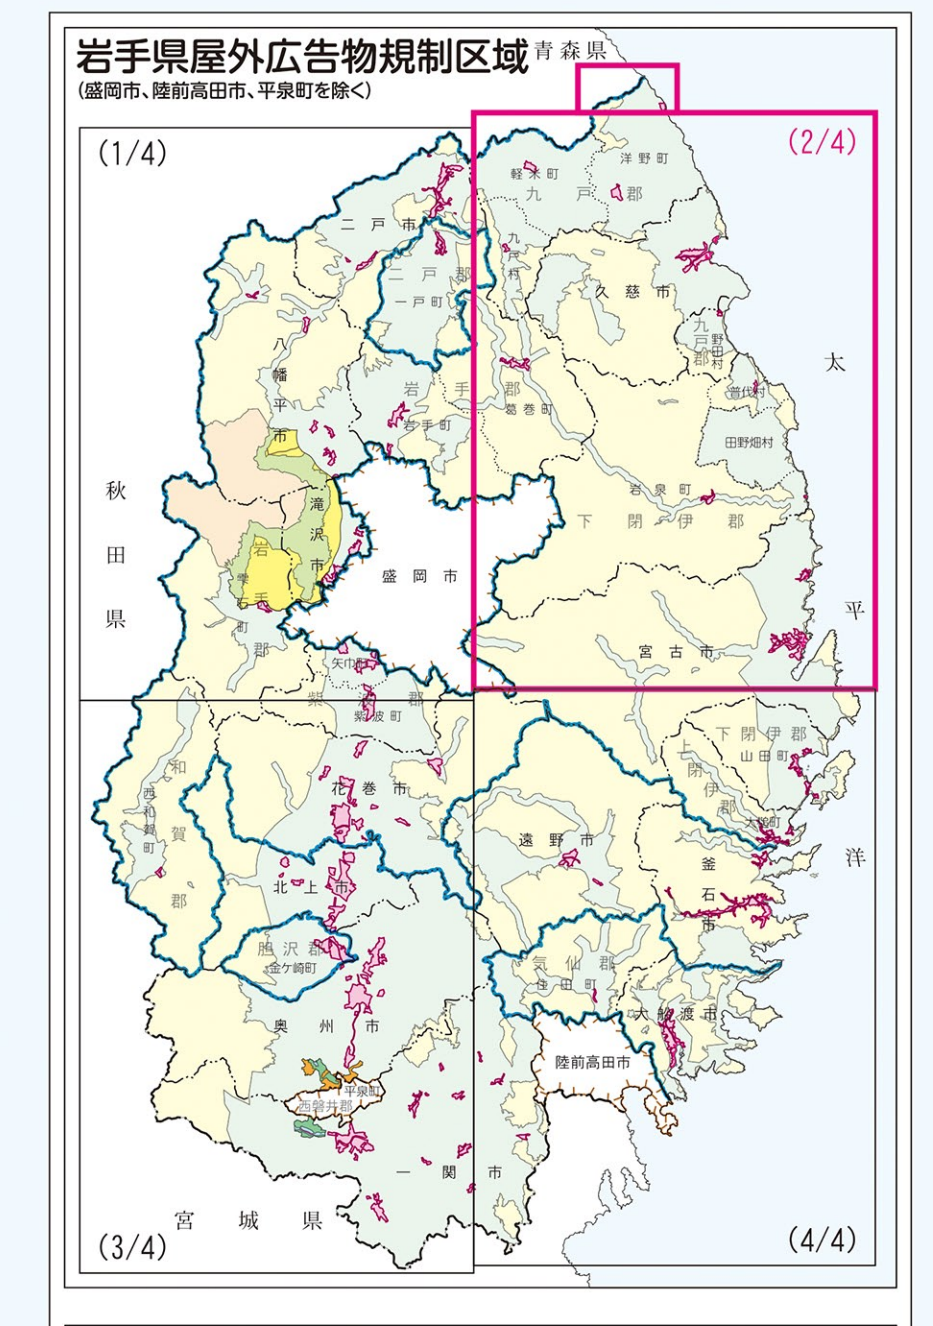 岩手県屋外広告物規制区域
(盛岡市、陸前高田市、平泉町を除く)
青森県
(1/4)
(2/4)
洋野町
軽米町
九戸郡
二戸市
九戸村
二戸郡
一戸町
久慈市
九戸郡
野田村
太
八幡平市
岩手郡
葛巻町
岩手町
普代村
田野畑村
秋田県
滝沢市
岩泉町
下閉伊郡
岩手郡
雫石町
盛岡市
平
宮古市
矢巾町
紫波郡
紫波町
下閉伊郡
山田町
上閉伊郡
大槌町
和賀郡
西和賀町
花巻市
遠野市
釜石市
洋
北上市
胆沢郡
金ケ崎町
気仙郡
住田町
奥州市
大船渡市
陸前高田市
平泉町
西磐井郡
一関市
宮城県
(3/4)
(4/4)